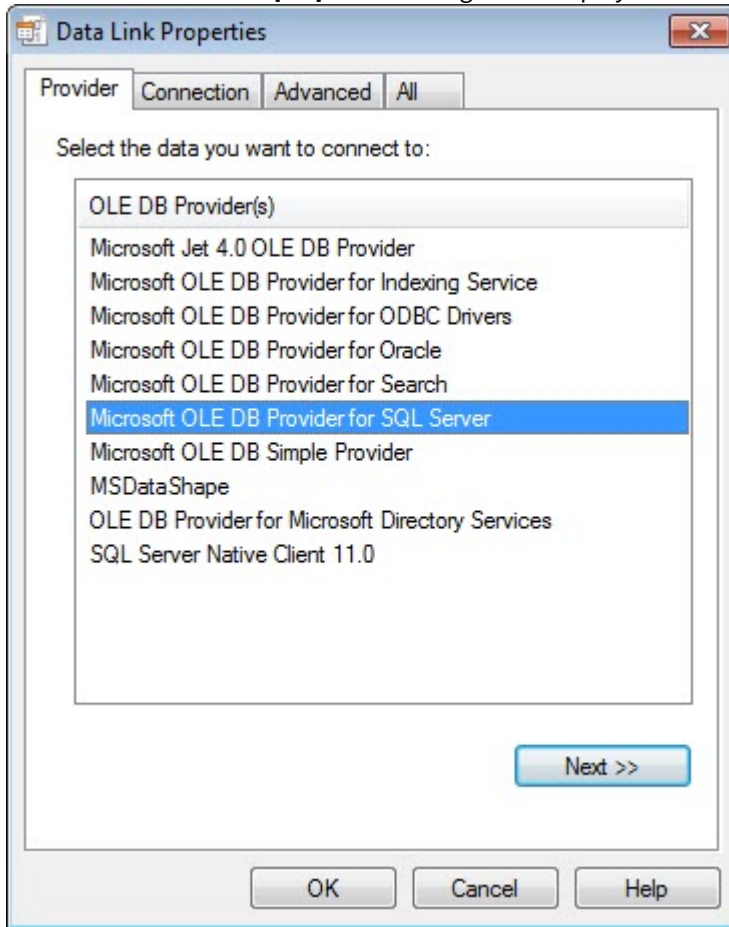 Data Link Properties
Provider Connection Advanced All
Select the data you want to connect to:
OLE DB Provider(s)
Microsoft Jet 4.0 OLE DB Provider
Microsoft OLE DB Provider for Indexing Service
Microsoft OLE DB Provider for ODBC Drivers
Microsoft OLE DB Provider for Oracle
Microsoft OLE DB Provider for Search
Microsoft OLE DB Provider for SQL Server
Microsoft OLE DB Simple Provider
MSDataShape
OLE DB Provider for Microsoft Directory Services
SQL Server Native Client 11.0
Next >>
OK Cancel Help